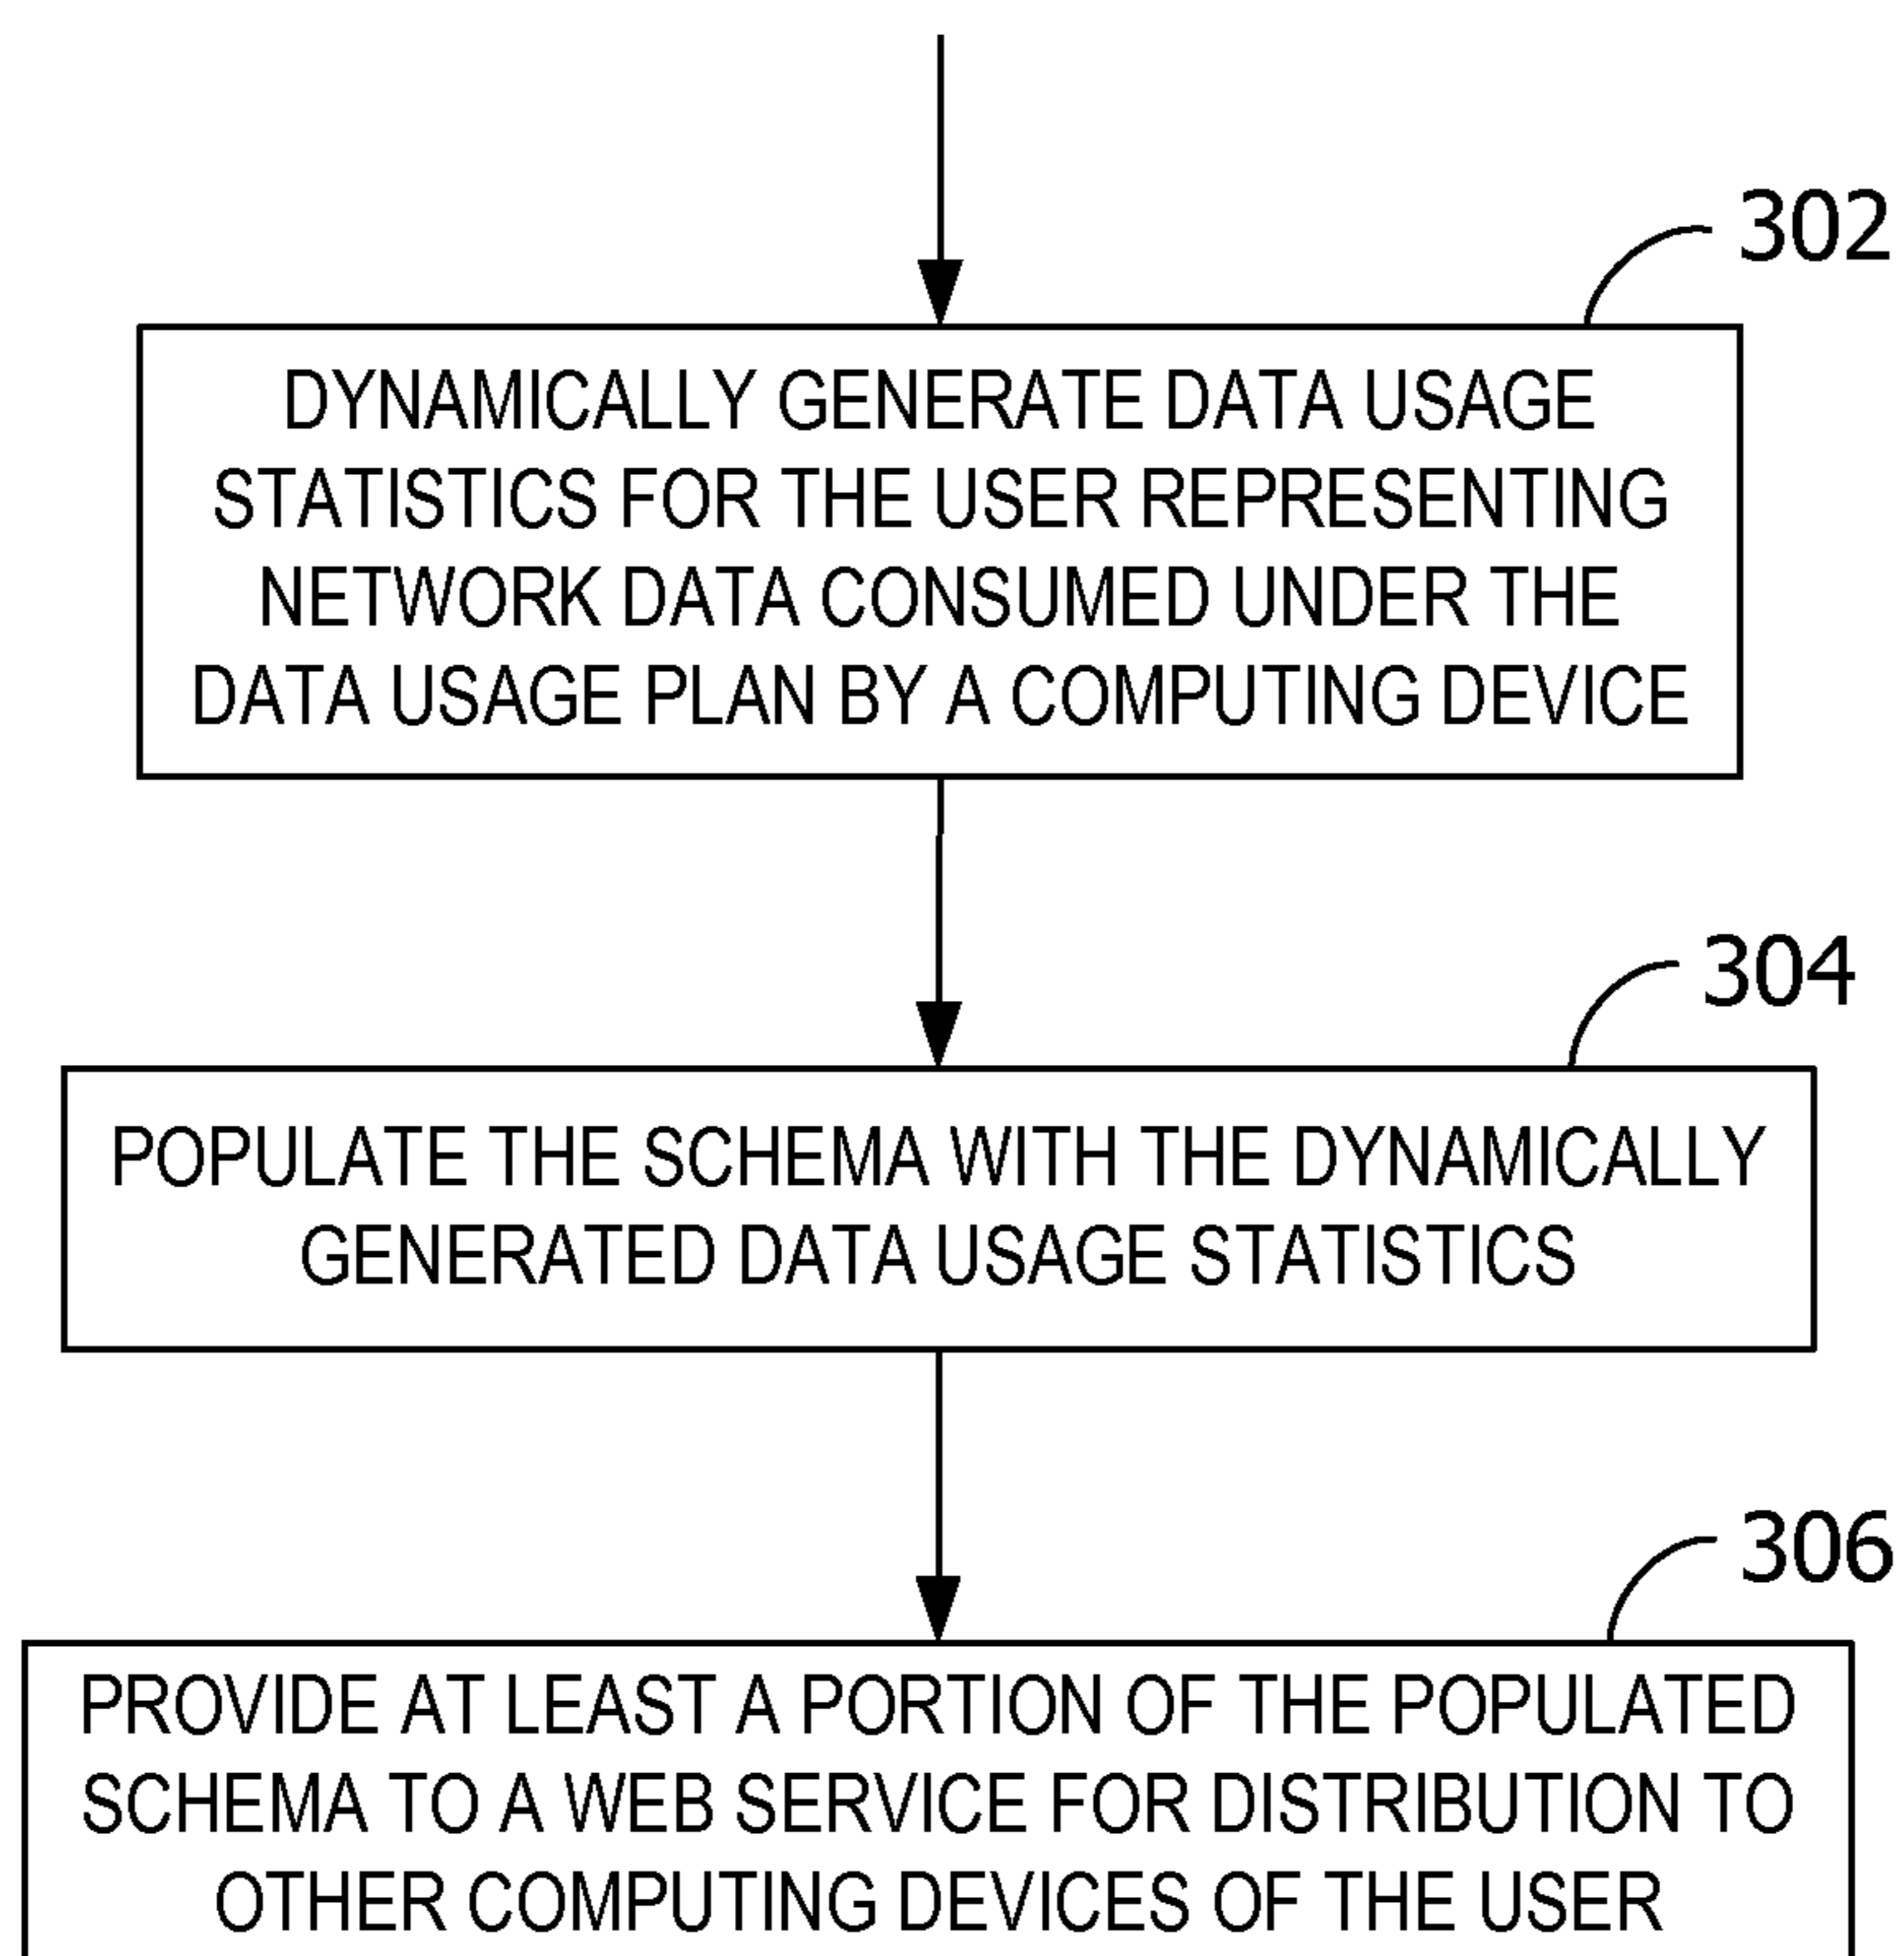 302
DYNAMICALLY GENERATE DATA USAGE
STATISTICS FOR THE USER REPRESENTING
NETWORK DATA CONSUMED UNDER THE
DATA USAGE PLAN BY A COMPUTING DEVICE
304
POPULATE THE SCHEMA WITH THE DYNAMICALLY
GENERATED DATA USAGE STATISTICS
306
PROVIDE AT LEAST A PORTION OF THE POPULATED
SCHEMA TO A WEB SERVICE FOR DISTRIBUTION TO
OTHER COMPUTING DEVICES OF THE USER